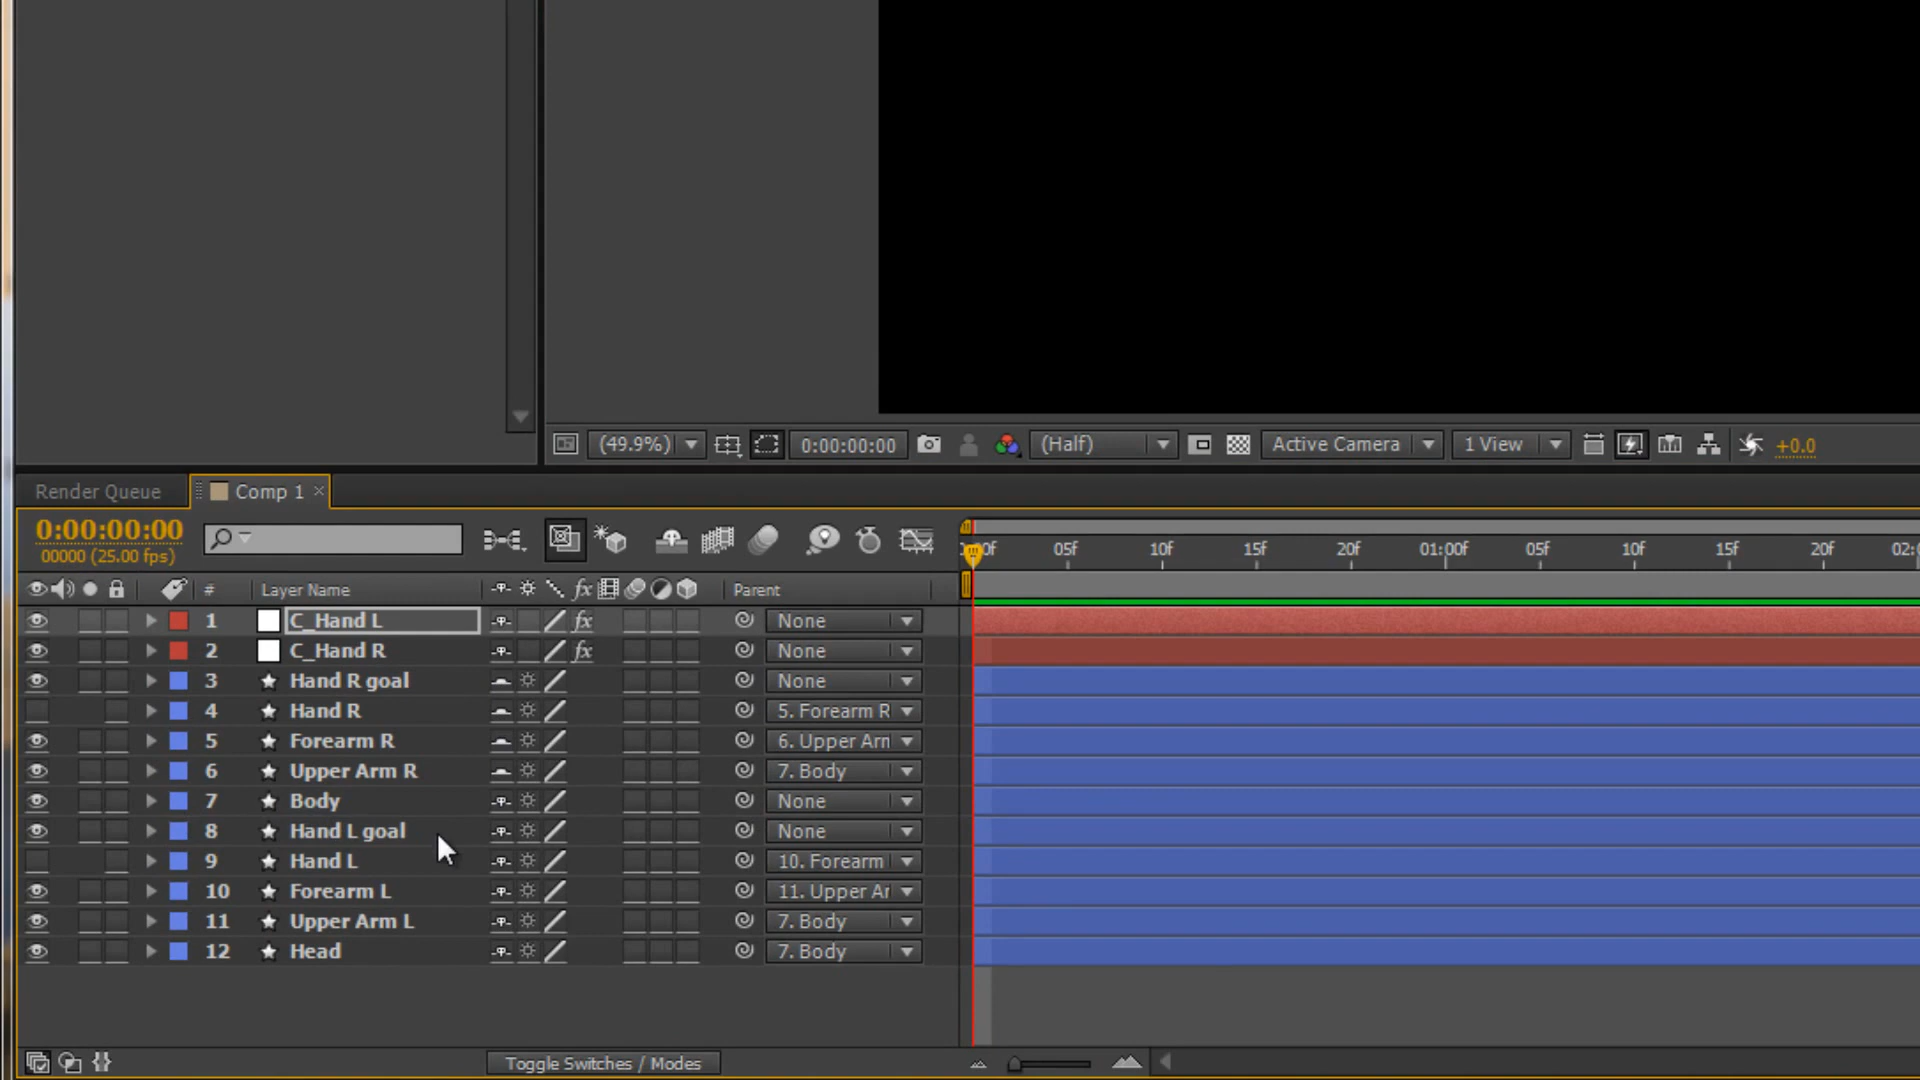 (49.9%) 0:00:00:00 (Half) Active Camera 1 View +0.0
Render Queue Comp 1 ×
0:00:00:00
00000 (25.00 fps)
05f 10f 15f 20f 01:00f 05f 10f 15f 20f
# Layer Name fx Parent
1 C_Hand L fx None
2 C_Hand R fx None
3 Hand R goal None
4 Hand R 5. Forearm R
5 Forearm R 6. Upper Arn
6 Upper Arm R 7. Body
7 Body None
8 Hand L goal None
9 Hand L 10. Forearm
10 Forearm L 11. Upper Ar
11 Upper Arm L 7. Body
12 Head 7. Body
Toggle Switches / Modes